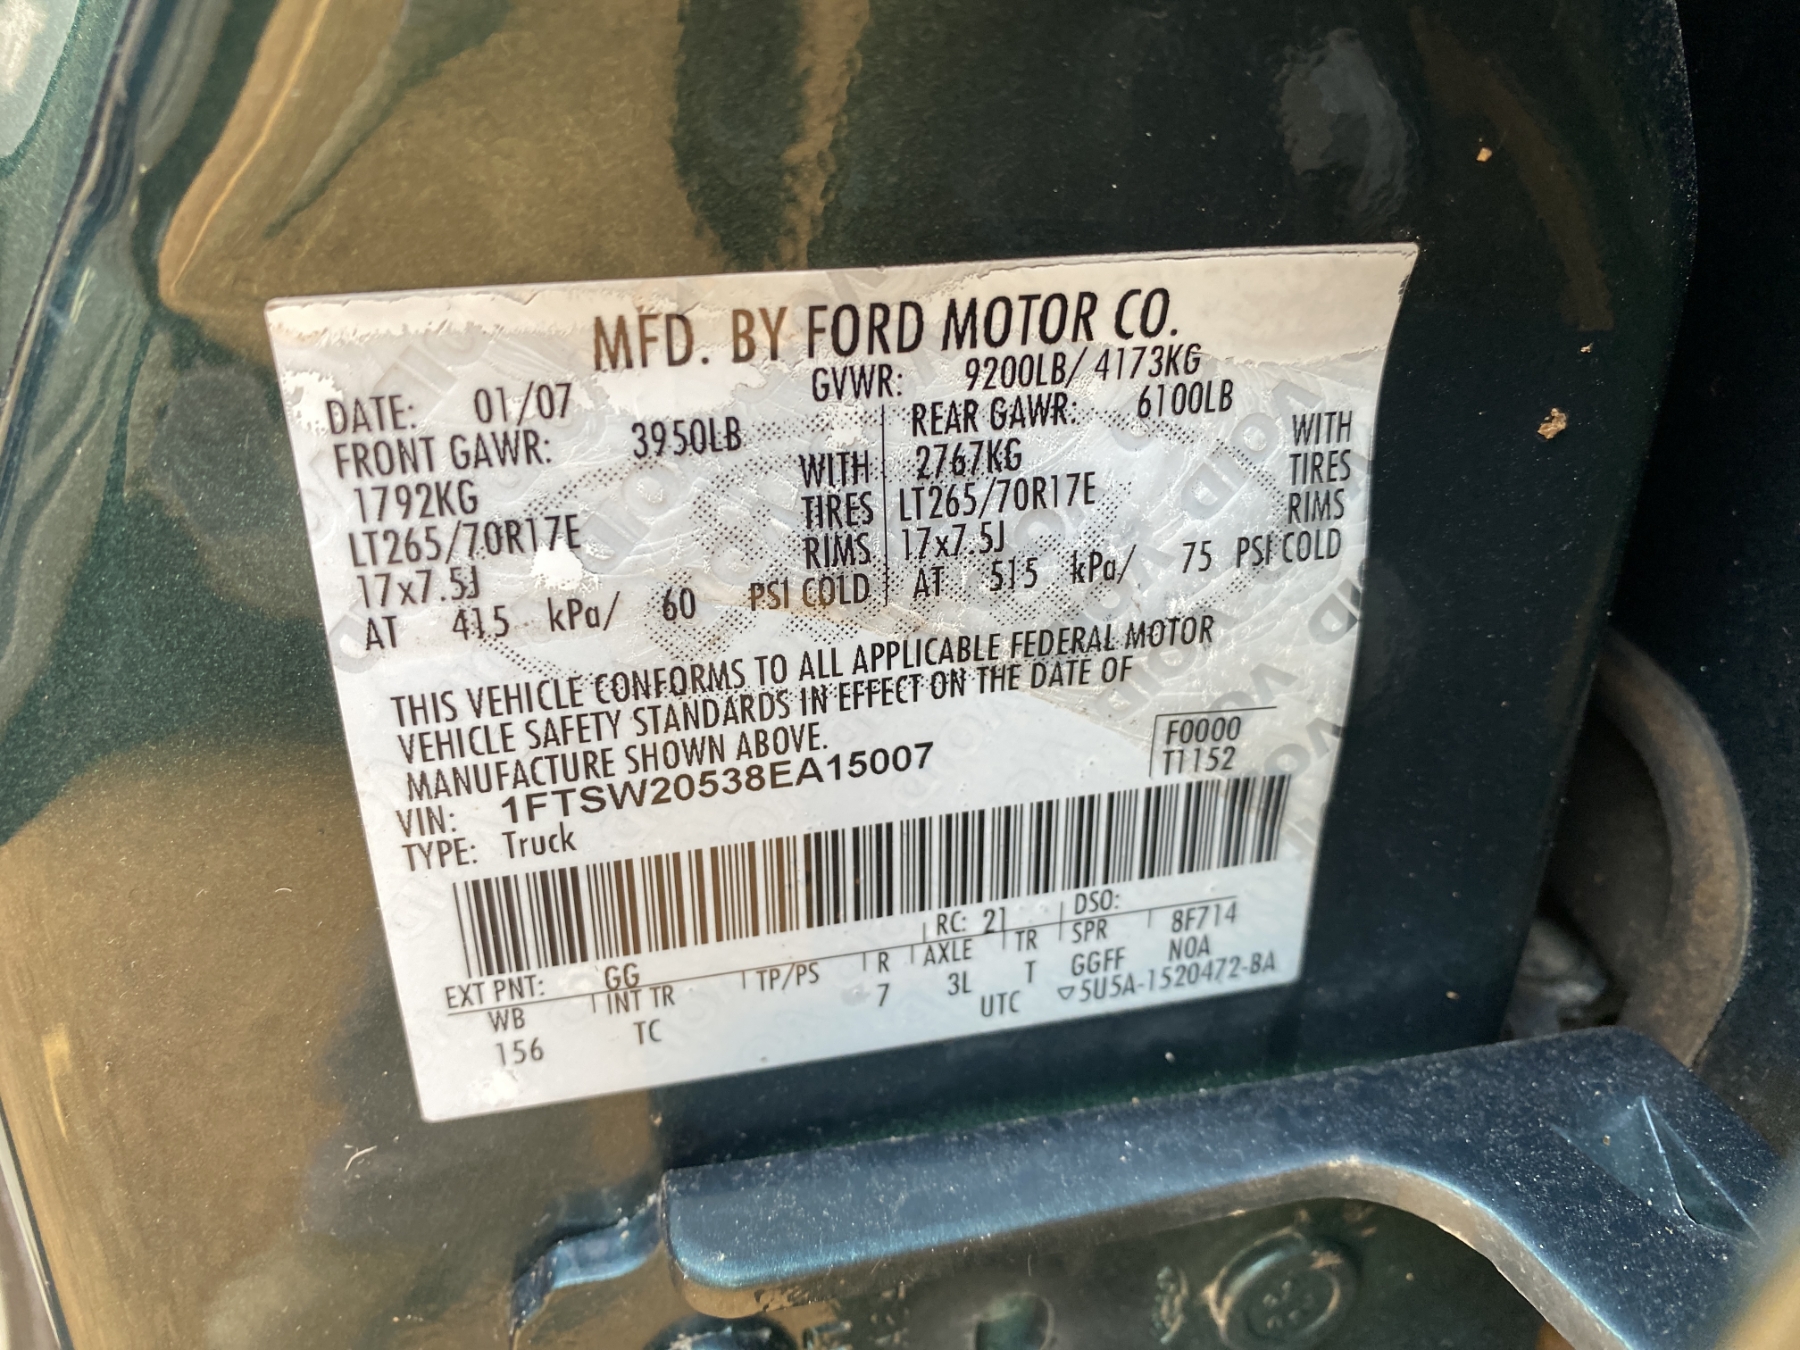 MFD. BY FORD MOTOR CO.
DATE: 01/07 GVWR: 9200LB/ 4173KG
FRONT GAWR: 3950LB REAR GAWR: 6100LB
1792KG WITH 2767KG WITH
LT265/70R17E TIRES LT265/70R17E TIRES
17x7.5J RIMS 17x7.5J RIMS
AT 415 kPa/ 60 PSI COLD AT 515 kPa/ 75 PSI COLD
THIS VEHICLE CONFORMS TO ALL APPLICABLE FEDERAL MOTOR
VEHICLE SAFETY STANDARDS IN EFFECT ON THE DATE OF
MANUFACTURE SHOWN ABOVE.
F0000
T1152
VIN: 1FTSW20538EA15007
TYPE: Truck
EXT PNT: GG RC: 21 DSO: 8F714
WB INT TR TP/PS R AXLE TR SPR N0A
156 TC 7 3L T GGFF
UTC ▽5U5A-1520472-BA